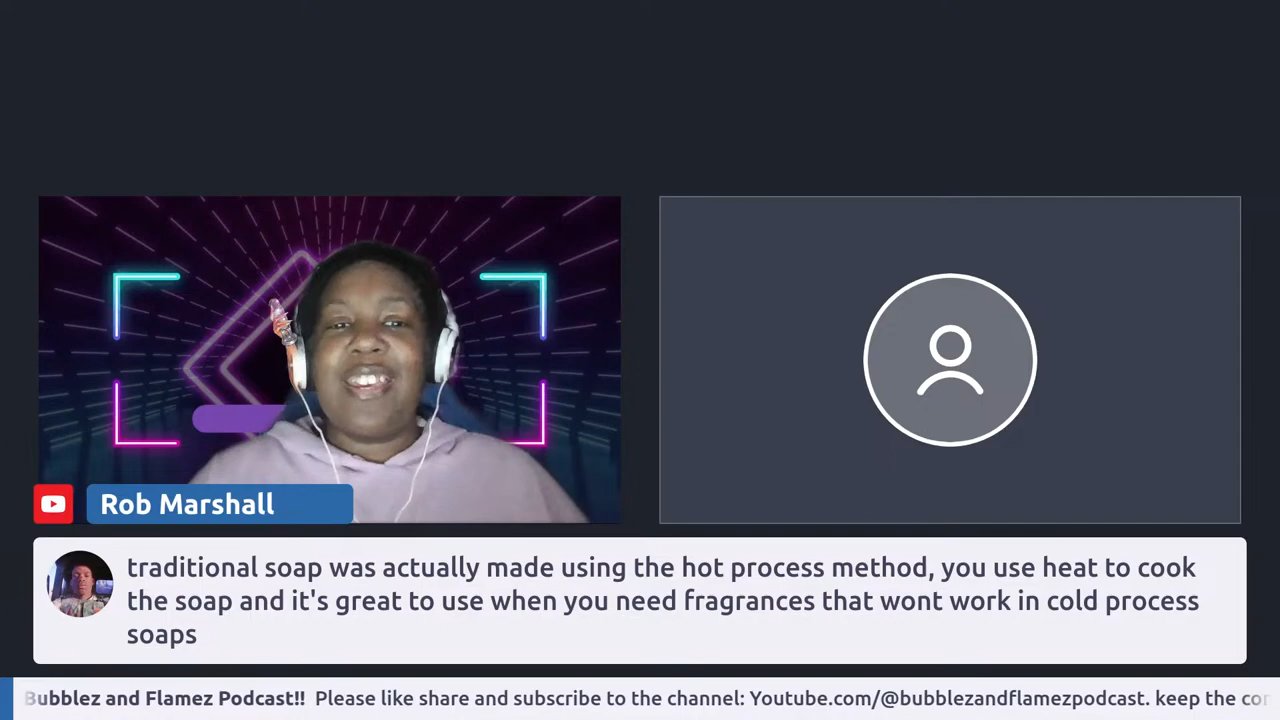 Rob Marshall
traditional soap was actually made using the hot process method, you use heat to cook
the soap and it's great to use when you need fragrances that wont work in cold process
soaps
Bubblez and Flamez Podcast!! Please like share and subscribe to the channel: Youtube.com/@bubblezandflamezpodcast. keep the